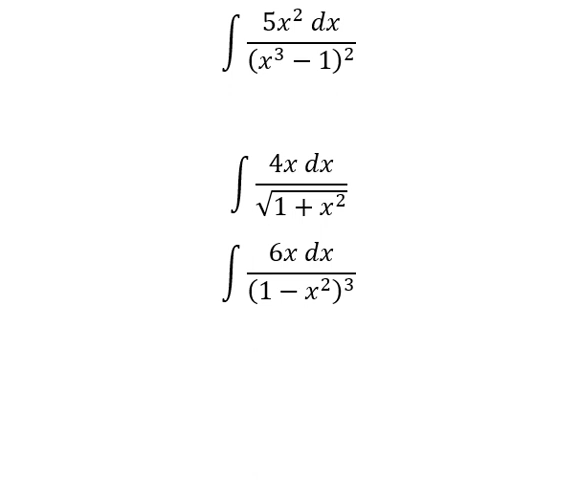 ∫ 5x² dx / (x³ − 1)²
∫ 4x dx / √1 + x²
∫ 6x dx / (1 − x²)³